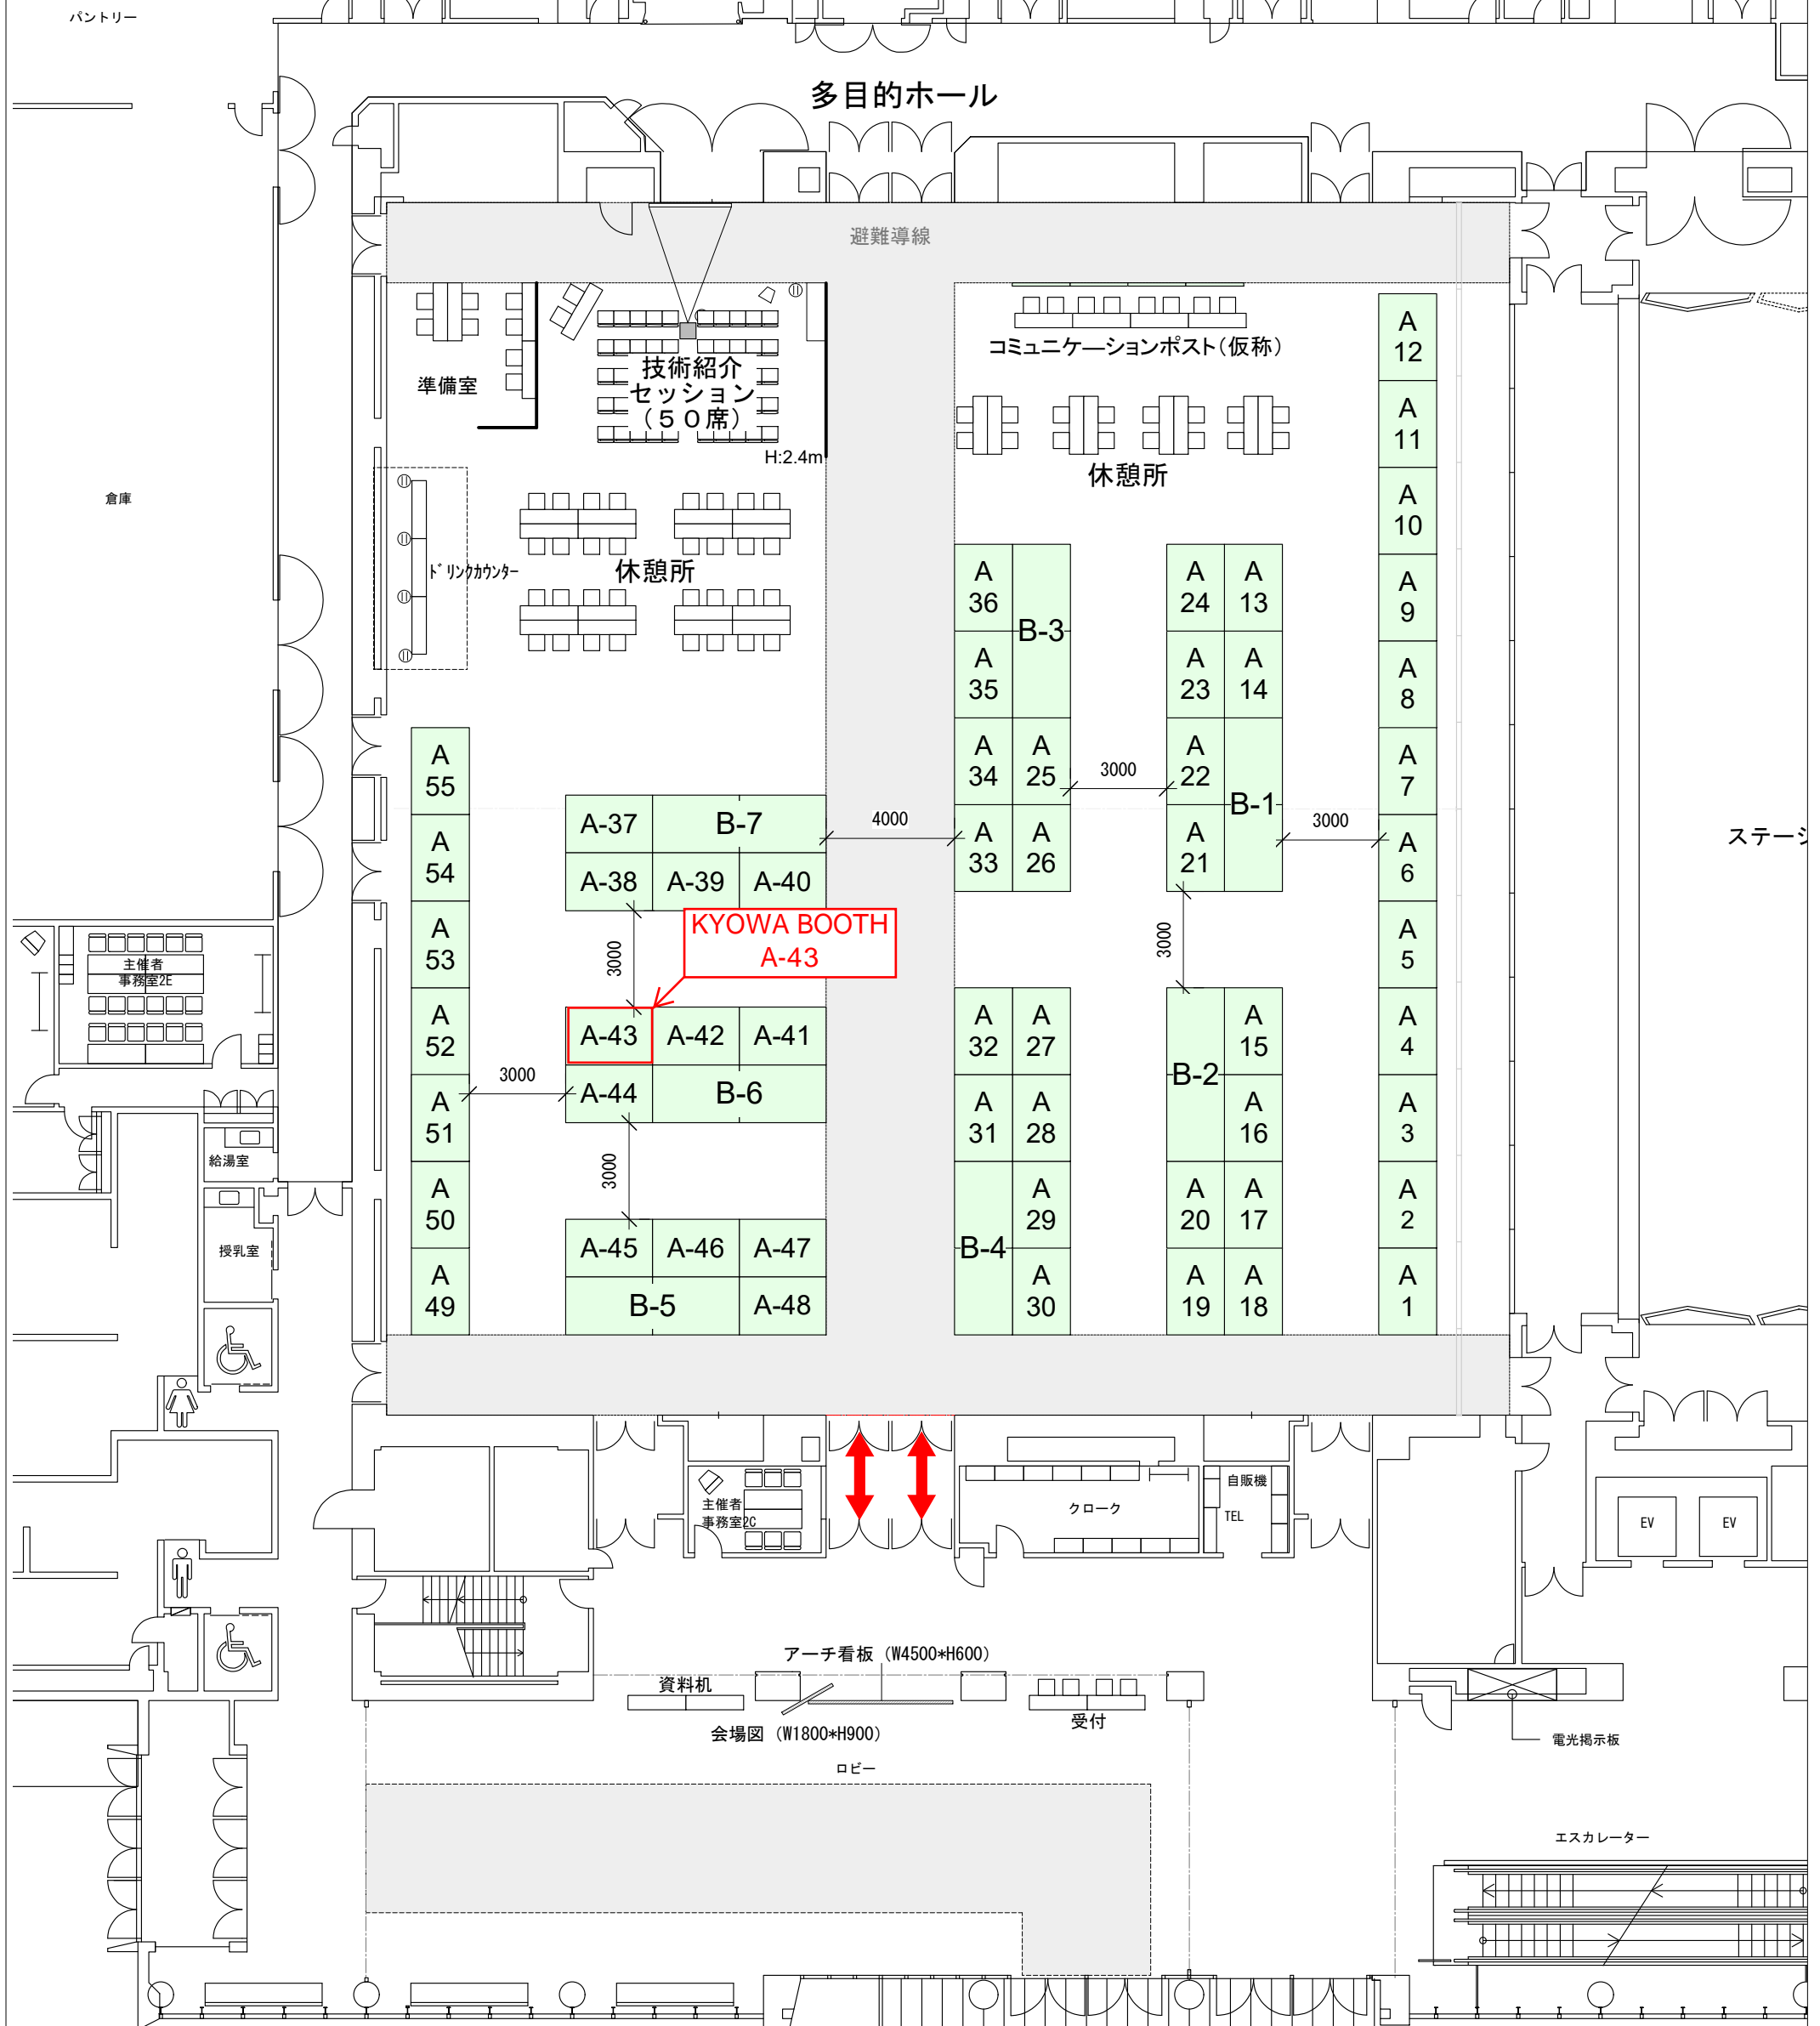 パントリー
多目的ホール
避難導線
コミュニケーションポスト(仮称)
準備室
技術紹介
セッション
(５０席)
H:2.4m
休憩所
倉庫
ドリンクカウンター
休憩所
A
12
A
11
A
10
A
9
A
8
A
7
A
6
A
5
A
4
A
3
A
2
A
1
A
36
B-3
A
35
A
34
A
25
A
33
A
26
A
24
A
13
A
23
A
14
A
22
B-1
A
21
3000
3000
4000
3000
ステージ
A
55
A
54
A
53
A
52
A
51
A
50
A
49
A-37
B-7
A-38
A-39
A-40
3000
KYOWA BOOTH
A-43
A-43
A-42
A-41
A-44
B-6
3000
3000
A-45
A-46
A-47
B-5
A-48
A
32
A
27
A
31
A
28
B-4
A
29
A
30
B-2
A
15
A
16
A
20
A
17
A
19
A
18
主催者
事務室2E
給湯室
授乳室
主催者
事務室2C
クローク
自販機
TEL
EV
EV
アーチ看板 (W4500*H600)
資料机
会場図 (W1800*H900)
受付
電光掲示板
ロビー
エスカレーター